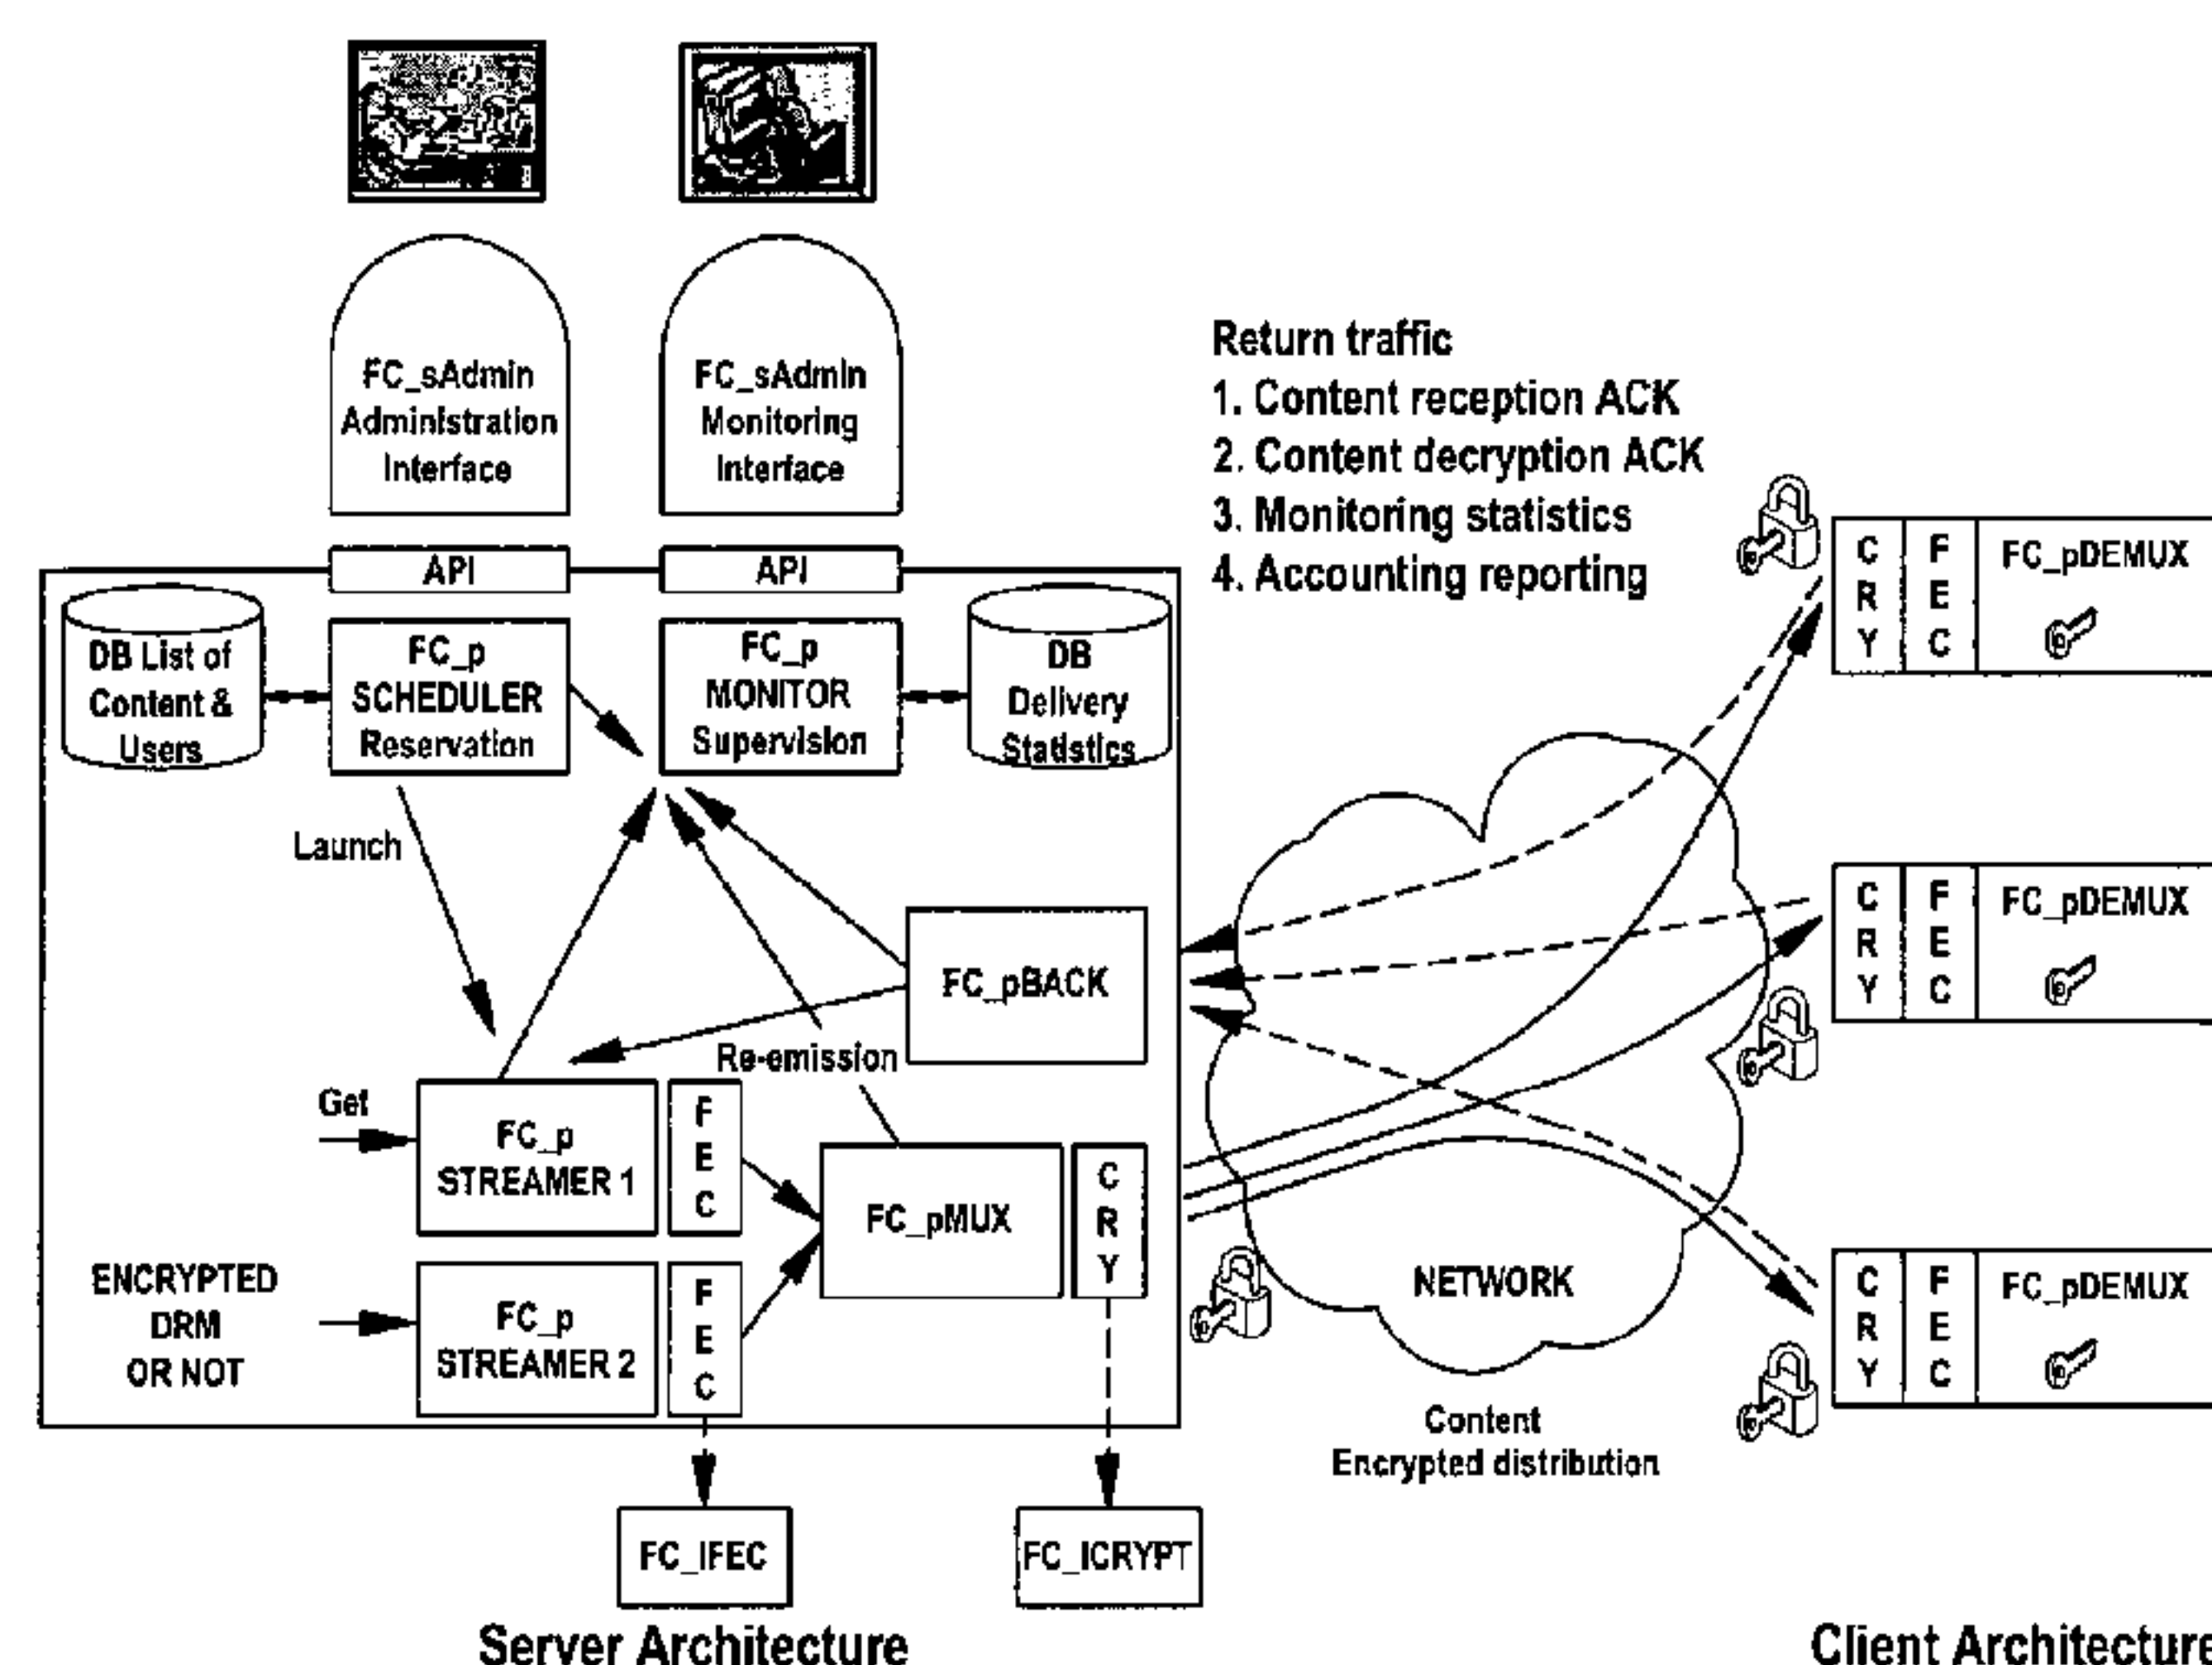 FC_sAdmin
Administration
Interface
FC_sAdmin
Monitoring
Interface
Return traffic
1. Content reception ACK
2. Content decryption ACK
3. Monitoring statistics
4. Accounting reporting
API
API
DB List of
Content &
Users
FC_p
SCHEDULER
Reservation
FC_p
MONITOR
Supervision
DB
Delivery
Statistics
Launch
FC_pBACK
Re-emission
Get
FC_p
STREAMER 1
F
E
C
ENCRYPTED
DRM
OR NOT
FC_p
STREAMER 2
F
E
C
FC_pMUX
C
R
Y
NETWORK
Content
Encrypted distribution
C
R
Y
F
E
C
FC_pDEMUX
C
R
Y
F
E
C
FC_pDEMUX
C
R
Y
F
E
C
FC_pDEMUX
FC_IFEC
FC_ICRYPT
Server Architecture
Client Architecture